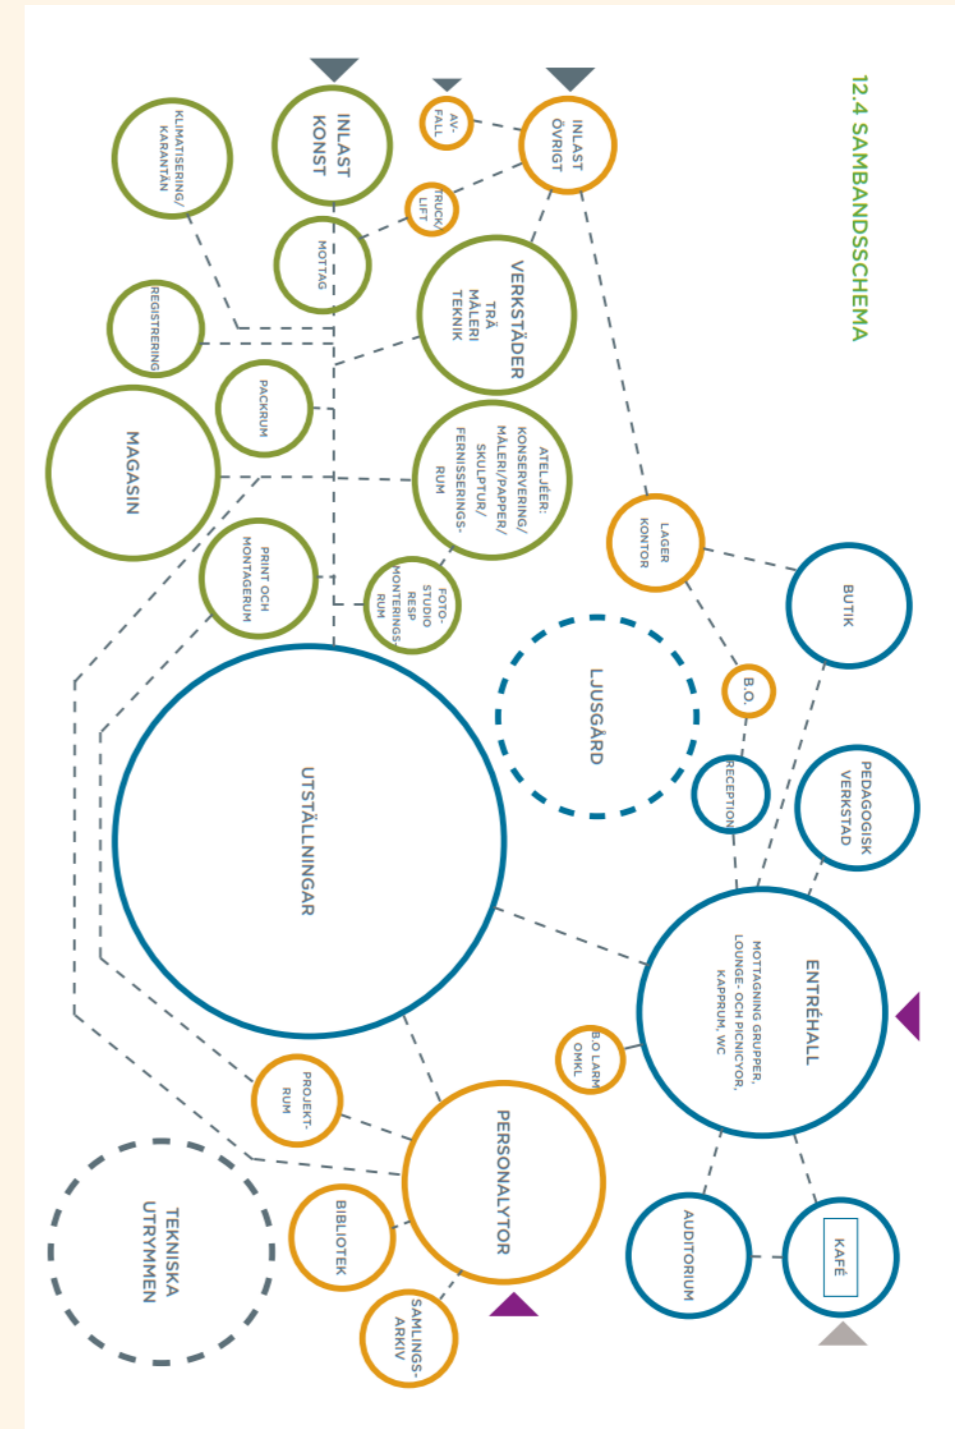 12.4 SAMBANDSSCHEMA
BUTIK
PEDAGOGISK
VERKSTAD
ENTRÉHALL
MOTTAGNING GRUPPER,
LOUNGE- OCH PICNICYOR,
KAPPRUM, WC
KAFÉ
LAGER
KONTOR
B.O.
RECEPTION
AUDITORIUM
INLAST
ÖVRIGT
LJUSGÅRD
B.O LARM
OMKL
AV-
FALL
TRUCK/
LIFT
VERKSTÄDER
TRÄ
MÅLERI
TEKNIK
ATELJÉER:
KONSERVERING/
MÅLERI/PAPPER/
SKULPTUR/
FERNISSERINGS-
RUM
FOTO-
STUDIO
RESP
MONTERINGS-
RUM
PERSONALYTOR
SAMLINGS-
ARKIV
INLAST
KONST
MOTTAG
UTSTÄLLNINGAR
PROJEKT-
RUM
BIBLIOTEK
PACKRUM
PRINT OCH
MONTAGERUM
KLIMATISERING/
KARANTÄN
REGISTRERING
MAGASIN
TEKNISKA
UTRYMMEN